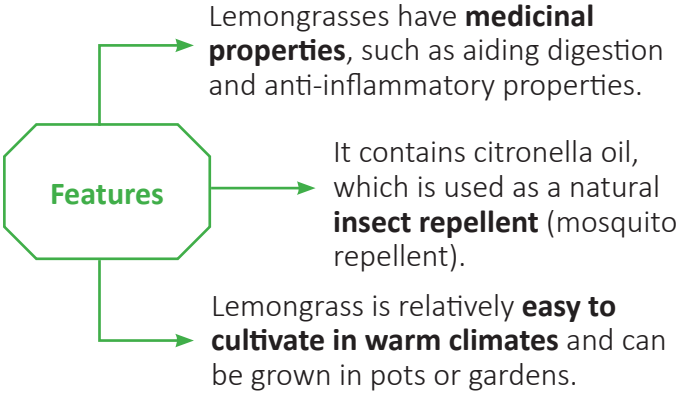 Lemongrasses have medicinal
properties, such as aiding digestion
and anti-inflammatory properties.
Features
It contains citronella oil,
which is used as a natural
insect repellent (mosquito
repellent).
Lemongrass is relatively easy to
cultivate in warm climates and can
be grown in pots or gardens.